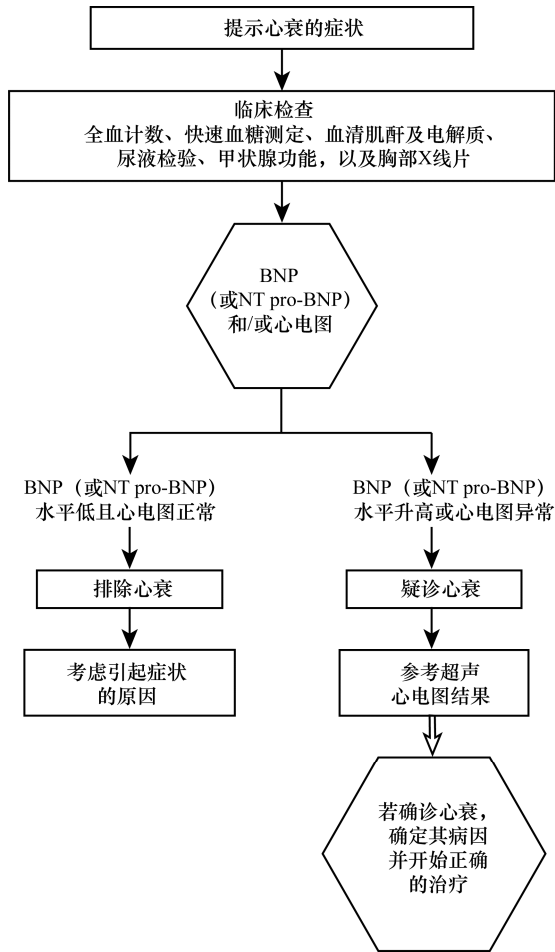 提示心衰的症状
临床检查
全血计数、快速血糖测定、血清肌酐及电解质、
尿液检验、甲状腺功能，以及胸部X线片
BNP
（或NT pro-BNP）
和/或心电图
BNP（或NT pro-BNP）
水平低且心电图正常
BNP（或NT pro-BNP）
水平升高或心电图异常
排除心衰
疑诊心衰
考虑引起症状
的原因
参考超声
心电图结果
若确诊心衰，
确定其病因
并开始正确
的治疗